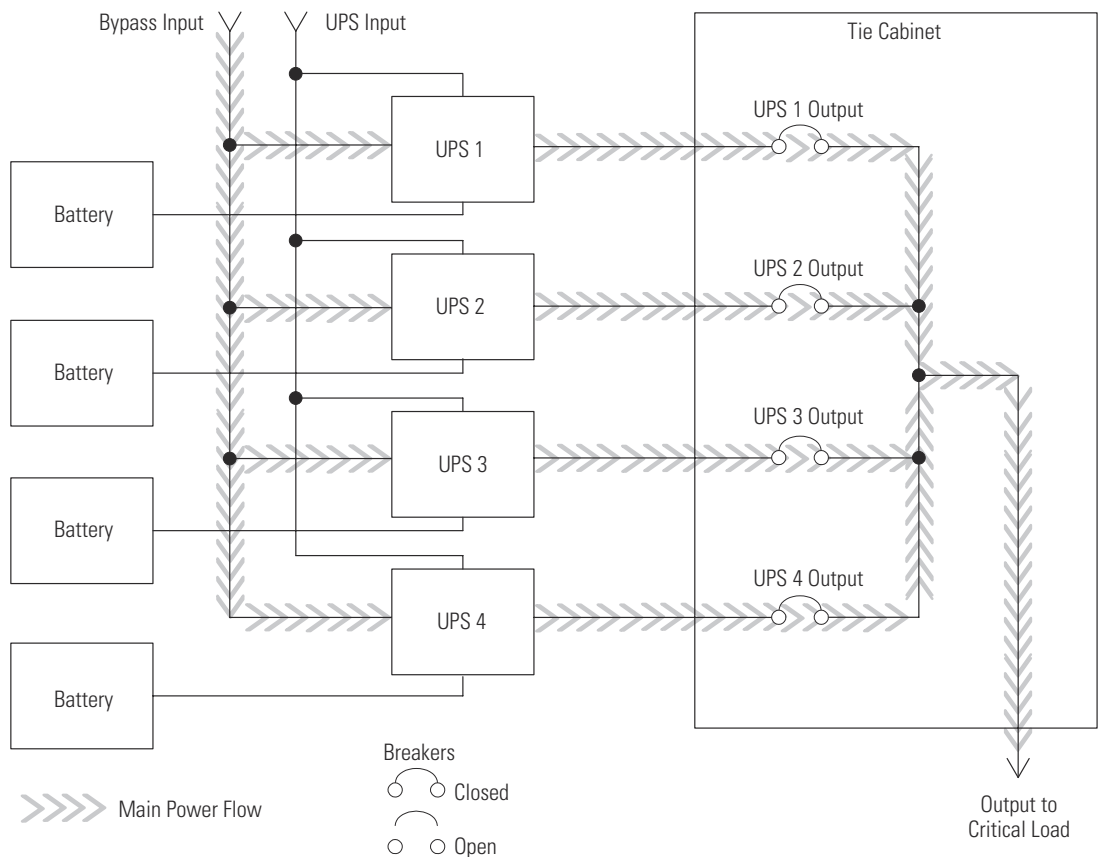 Bypass Input
UPS Input
Tie Cabinet
UPS 1 Output
UPS 1
Battery
UPS 2 Output
UPS 2
Battery
UPS 3 Output
UPS 3
Battery
UPS 4 Output
UPS 4
Battery
Breakers
Closed
Open
Main Power Flow
Output to
Critical Load